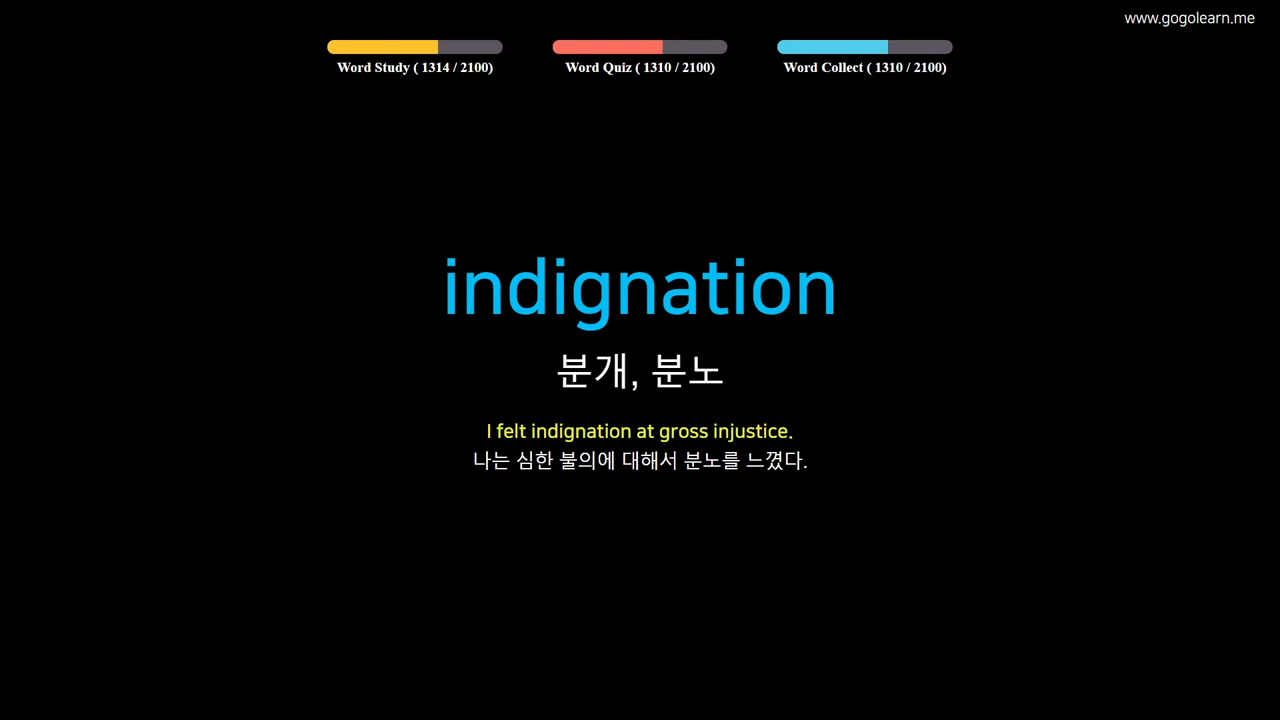 www.gogolearn.me
Word Study ( 1314 / 2100)
Word Quiz ( 1310 / 2100)
Word Collect ( 1310 / 2100)
indignation
분개, 분노
I felt indignation at gross injustice.
나는 심한 불의에 대해서 분노를 느꼈다.